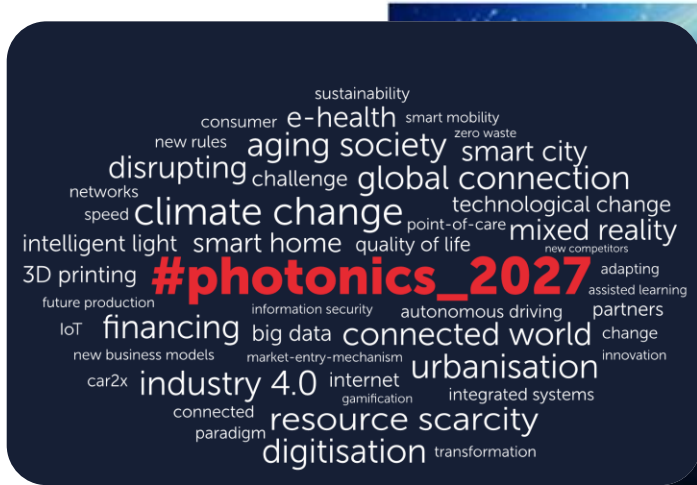 sustainability
consumer e-health smart mobility
zero waste
new rules aging society smart city
disrupting challenge global connection
networks
speed climate change technological change
point-of-care mixed reality
intelligent light smart home quality of life new competitors
3D printing #photonics_2027 adapting
assisted learning
future production information security autonomous driving partners
IoT financing big data connected world change
new business models market-entry-mechanism urbanisation innovation
car2x industry 4.0 internet integrated systems
gamification
connected resource scarcity
paradigm
digitisation transformation